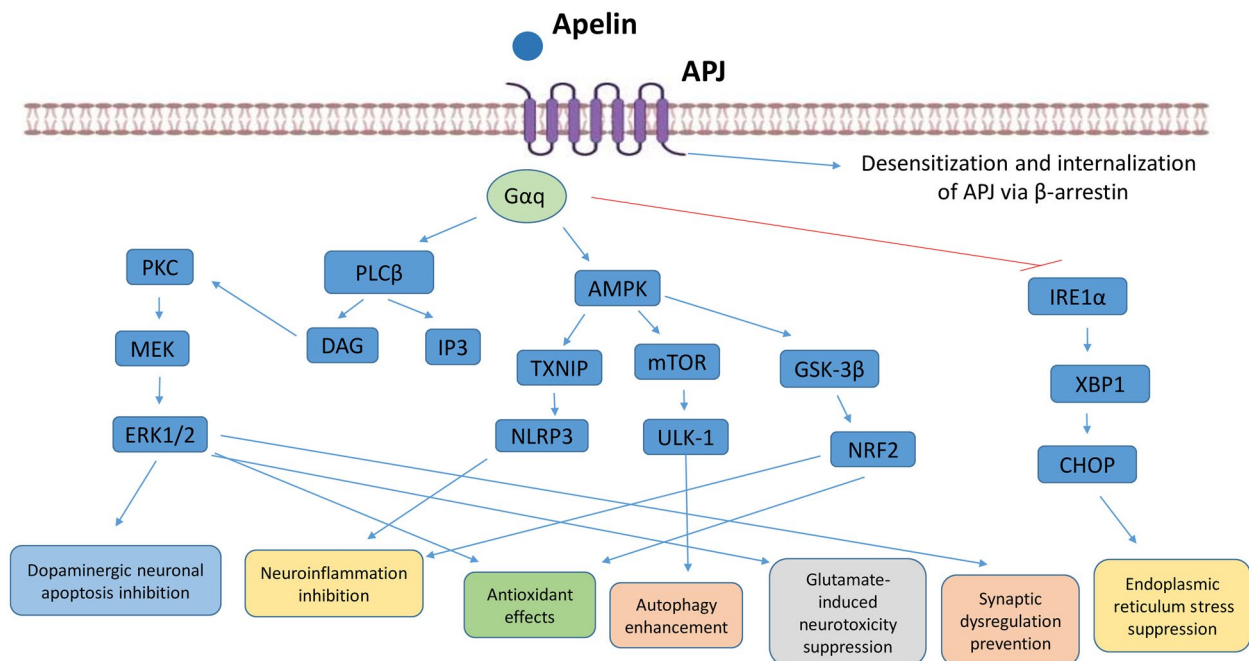 Apelin
APJ
Desensitization and internalization
of APJ via β-arrestin
Gαq
PKC
PLCβ
AMPK
IRE1α
MEK
DAG
IP3
TXNIP
mTOR
GSK-3β
XBP1
ERK1/2
NLRP3
ULK-1
NRF2
CHOP
Dopaminergic neuronal
apoptosis inhibition
Neuroinflammation
inhibition
Antioxidant
effects
Autophagy
enhancement
Glutamate-
induced
neurotoxicity
suppression
Synaptic
dysregulation
prevention
Endoplasmic
reticulum stress
suppression